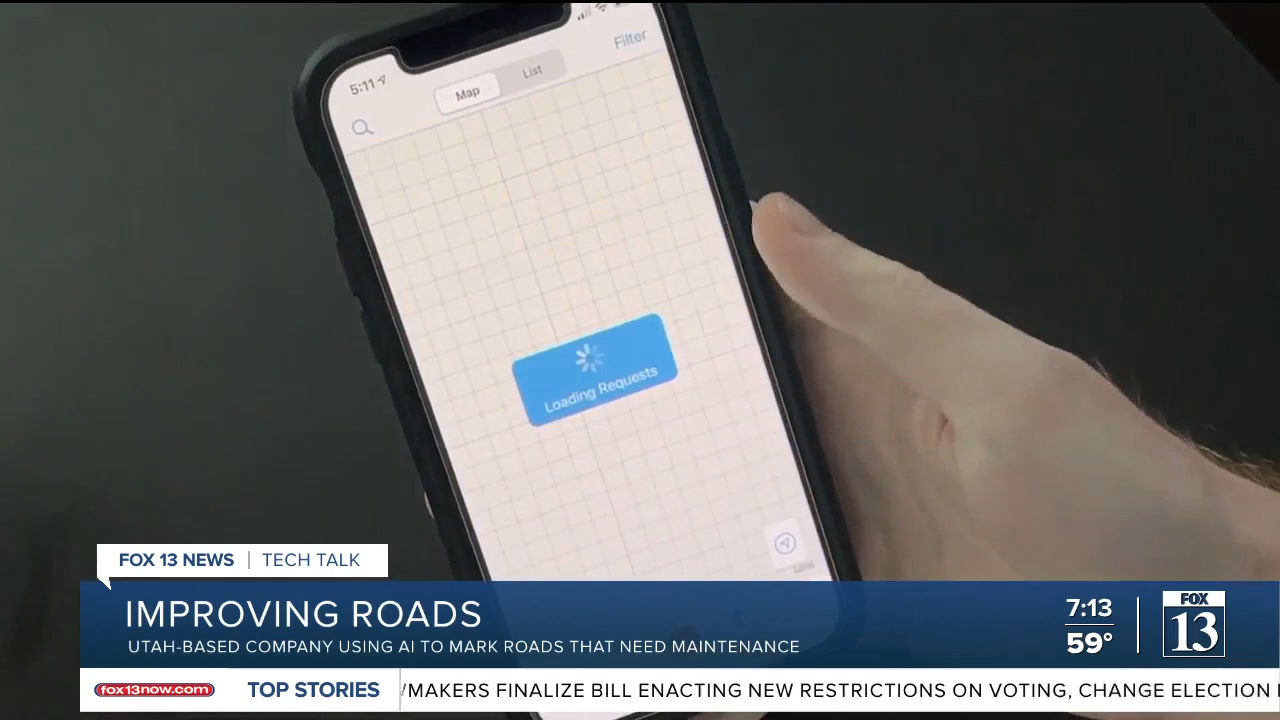 5:11
Map
List
Filter
Loading Requests
FOX 13 NEWS | TECH TALK
IMPROVING ROADS
UTAH-BASED COMPANY USING AI TO MARK ROADS THAT NEED MAINTENANCE
7:13
59°
FOX
13
fox13now.com
TOP STORIES
MAKERS FINALIZE BILL ENACTING NEW RESTRICTIONS ON VOTING, CHANGE ELECTION